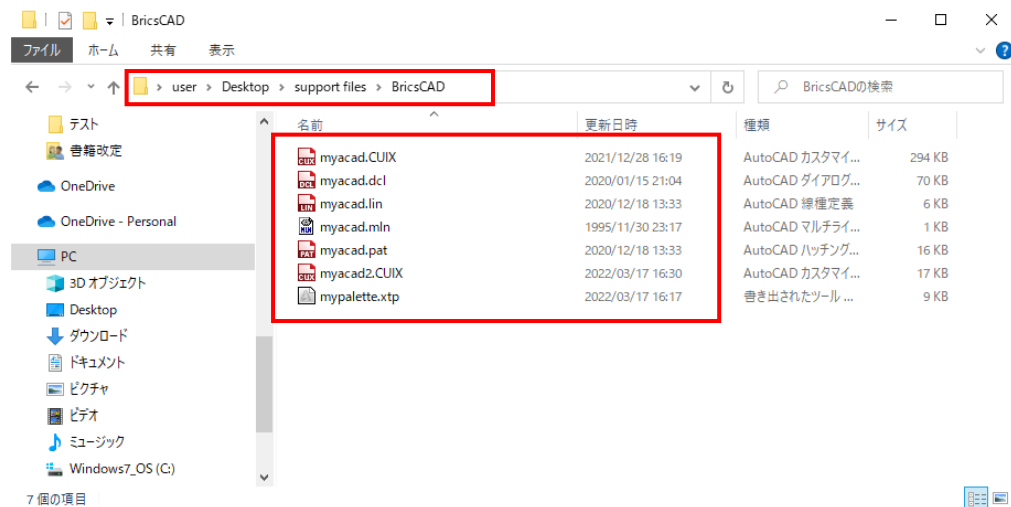 BricsCAD
ファイル ホーム 共有 表示
user Desktop support files BricsCAD BricsCADの検索
名前 更新日時 種類 サイズ
テスト
書籍改定
OneDrive
OneDrive - Personal
PC
3D オブジェクト
Desktop
ダウンロード
ドキュメント
ピクチャ
ビデオ
ミュージック
Windows7_OS (C:)
myacad.CUIX 2021/12/28 16:19 AutoCAD カスタマイ... 294 KB
myacad.dcl 2020/01/15 21:04 AutoCAD ダイアログ... 70 KB
myacad.lin 2020/12/18 13:33 AutoCAD 線種定義 6 KB
myacad.mln 1995/11/30 23:17 AutoCAD マルチライ... 1 KB
myacad.pat 2020/12/18 13:33 AutoCAD ハッチング... 16 KB
myacad2.CUIX 2022/03/17 16:30 AutoCAD カスタマイ... 17 KB
mypalette.xtp 2022/03/17 16:17 書き出されたツール ... 9 KB
7 個の項目